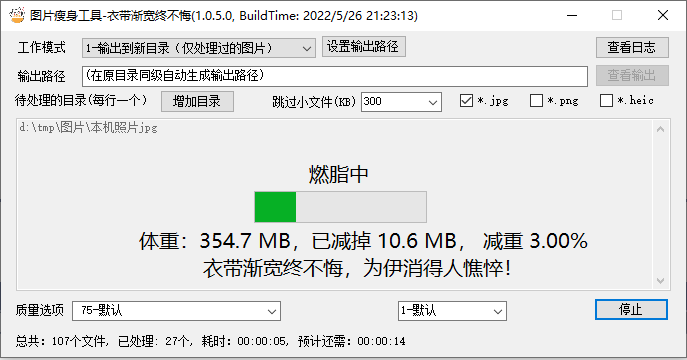 图片瘦身工具-衣带渐宽终不悔(1.0.5.0, BuildTime: 2022/5/26 21:23:13)
工作模式 1-输出到新目录（仅处理过的图片） 设置输出路径 查看日志
输出路径 (在原目录同级自动生成输出路径) 查看输出
待处理的目录(每行一个) 增加目录 跳过小文件(KB) 300 *.jpg *.png *.heic
d:\tmp\图片\本机照片jpg
燃脂中
体重：354.7 MB，已减掉 10.6 MB， 减重 3.00%
衣带渐宽终不悔，为伊消得人憔悴！
质量选项 75-默认 1-默认 停止
总共：107个文件, 已处理: 27个, 耗时: 00:00:05, 预计还需: 00:00:14